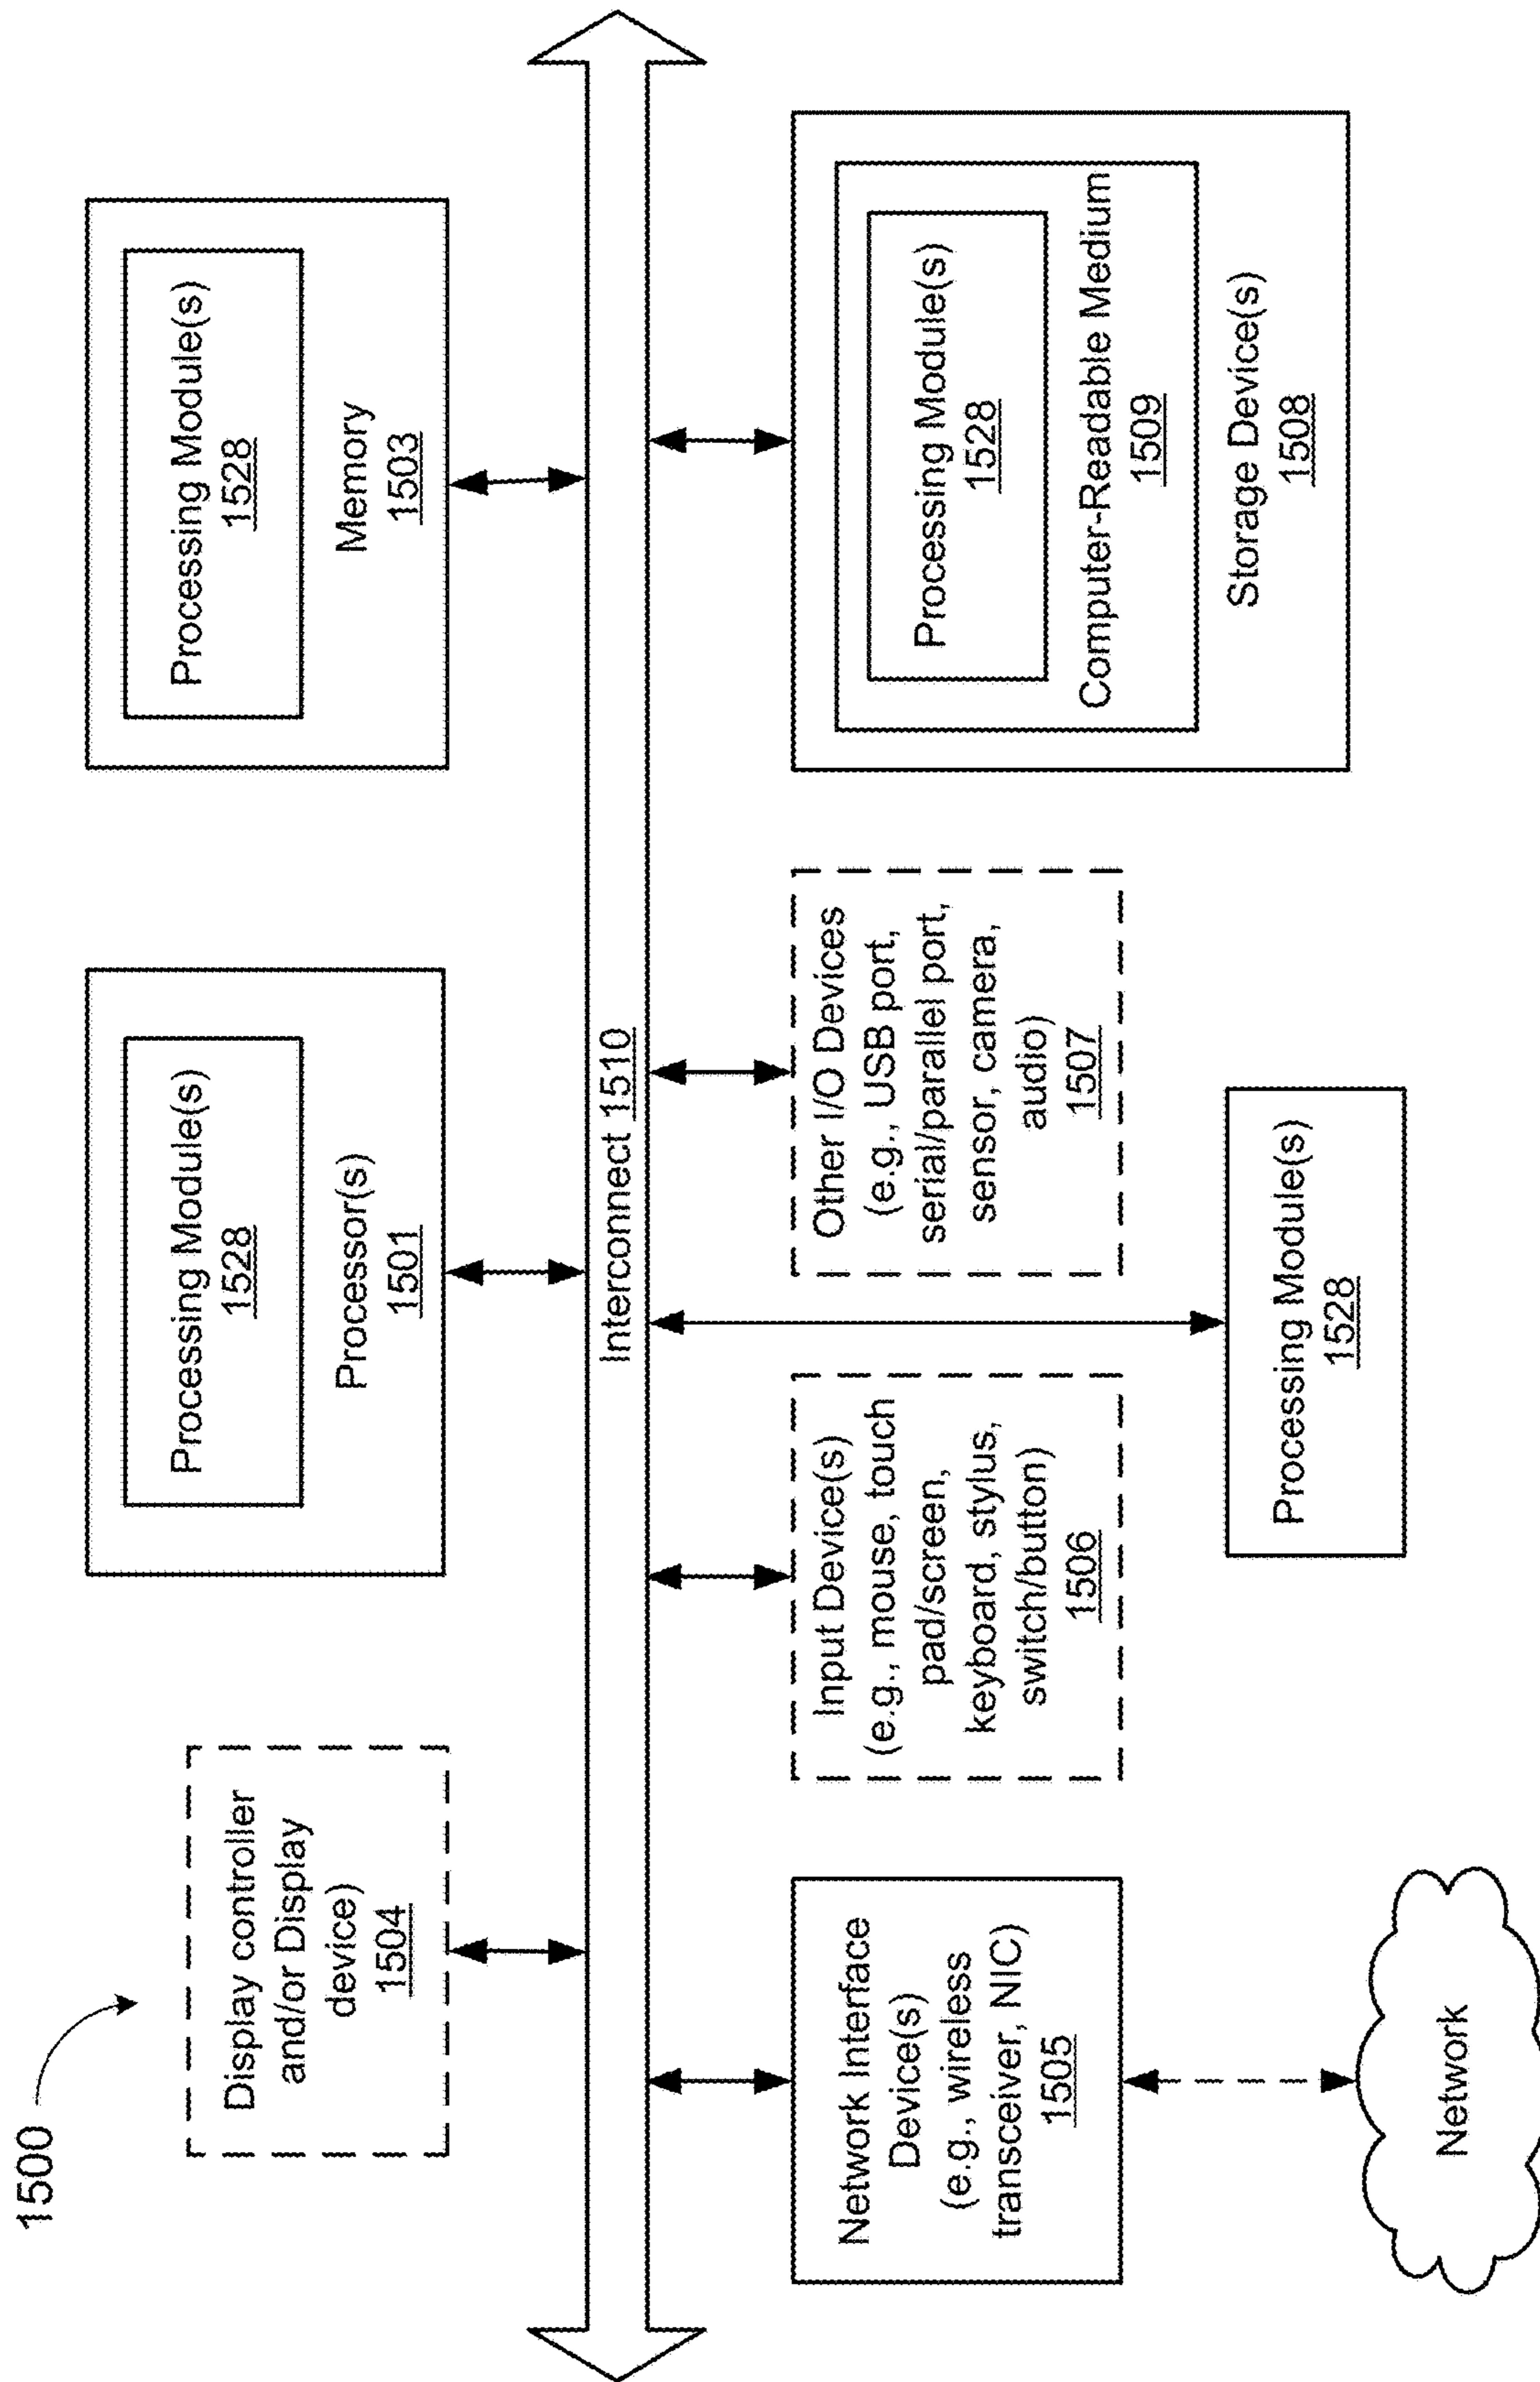 1500
Display controller
and/or Display
device)
1504
Processing Module(s)
1528
Processor(s)
1501
Processing Module(s)
1528
Memory
1503
Interconnect 1510
Network Interface
Device(s)
(e.g., wireless
transceiver, NIC)
1505
Input Device(s)
(e.g., mouse, touch
pad/screen,
keyboard, stylus,
switch/button)
1506
Other I/O Devices
(e.g., USB port,
serial/parallel port,
sensor, camera,
audio)
1507
Processing Module(s)
1528
Computer-Readable Medium
1509
Storage Device(s)
1508
Processing Module(s)
1528
Network